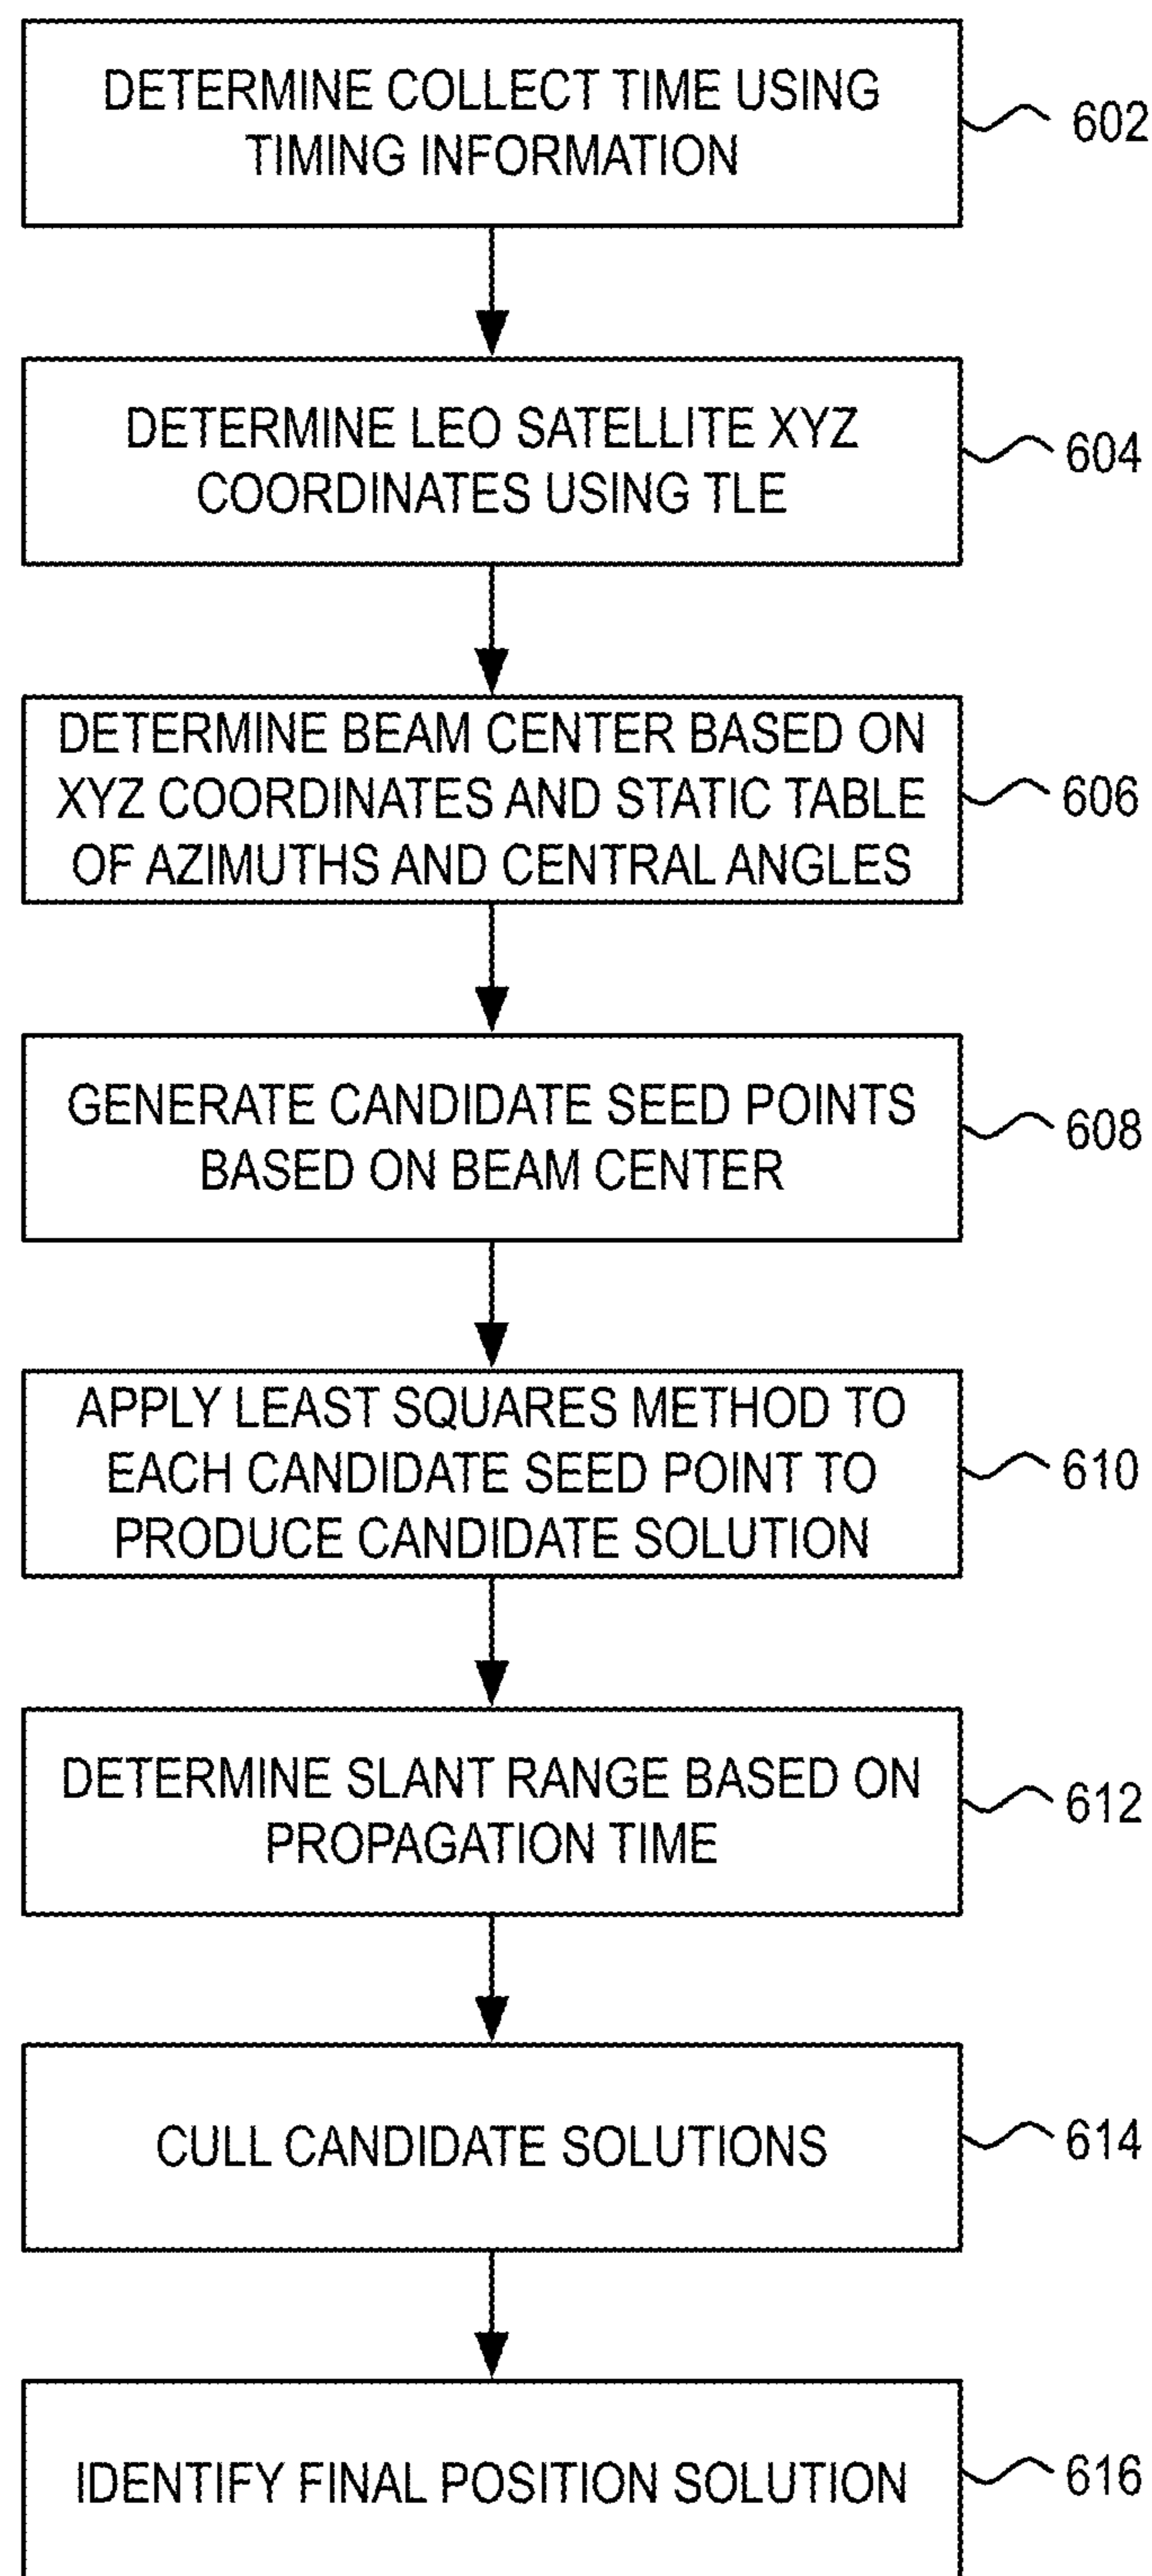 DETERMINE COLLECT TIME USING
TIMING INFORMATION
602
DETERMINE LEO SATELLITE XYZ
COORDINATES USING TLE
604
DETERMINE BEAM CENTER BASED ON
XYZ COORDINATES AND STATIC TABLE
OF AZIMUTHS AND CENTRAL ANGLES
606
GENERATE CANDIDATE SEED POINTS
BASED ON BEAM CENTER
608
APPLY LEAST SQUARES METHOD TO
EACH CANDIDATE SEED POINT TO
PRODUCE CANDIDATE SOLUTION
610
DETERMINE SLANT RANGE BASED ON
PROPAGATION TIME
612
CULL CANDIDATE SOLUTIONS
614
IDENTIFY FINAL POSITION SOLUTION
616